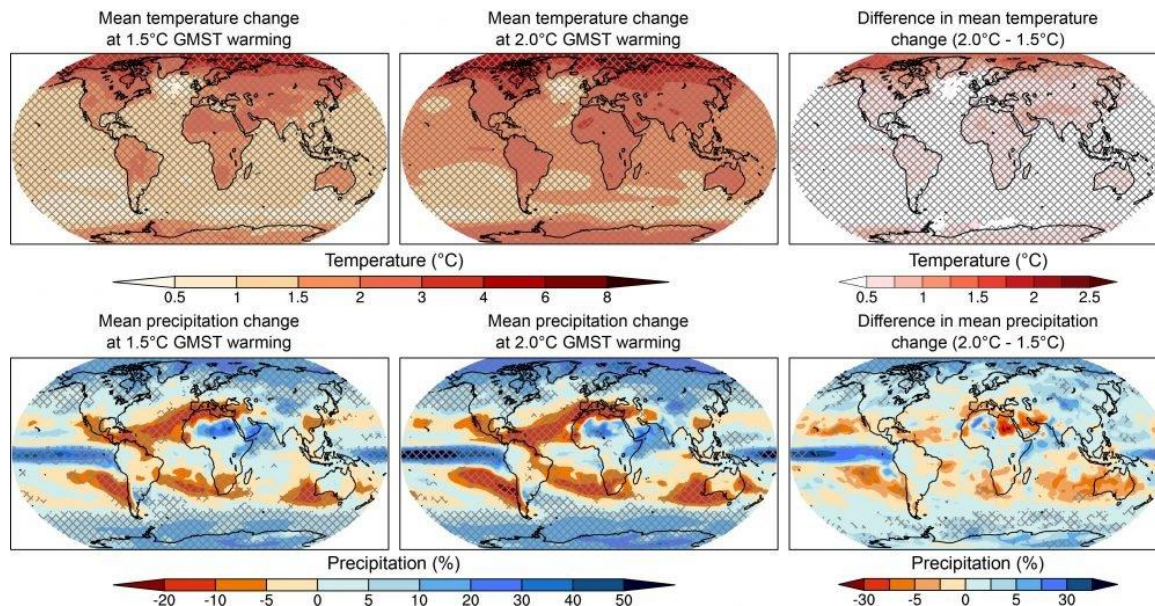 Mean temperature change
at 1.5°C GMST warming
Mean temperature change
at 2.0°C GMST warming
Difference in mean temperature
change (2.0°C - 1.5°C)
Temperature (°C)
0.5 1 1.5 2 3 4 6 8
Temperature (°C)
0.5 1 1.5 2 2.5
Mean precipitation change
at 1.5°C GMST warming
Mean precipitation change
at 2.0°C GMST warming
Difference in mean precipitation
change (2.0°C - 1.5°C)
Precipitation (%)
-20 -10 -5 0 5 10 20 30 40 50
Precipitation (%)
-30 -5 0 5 30